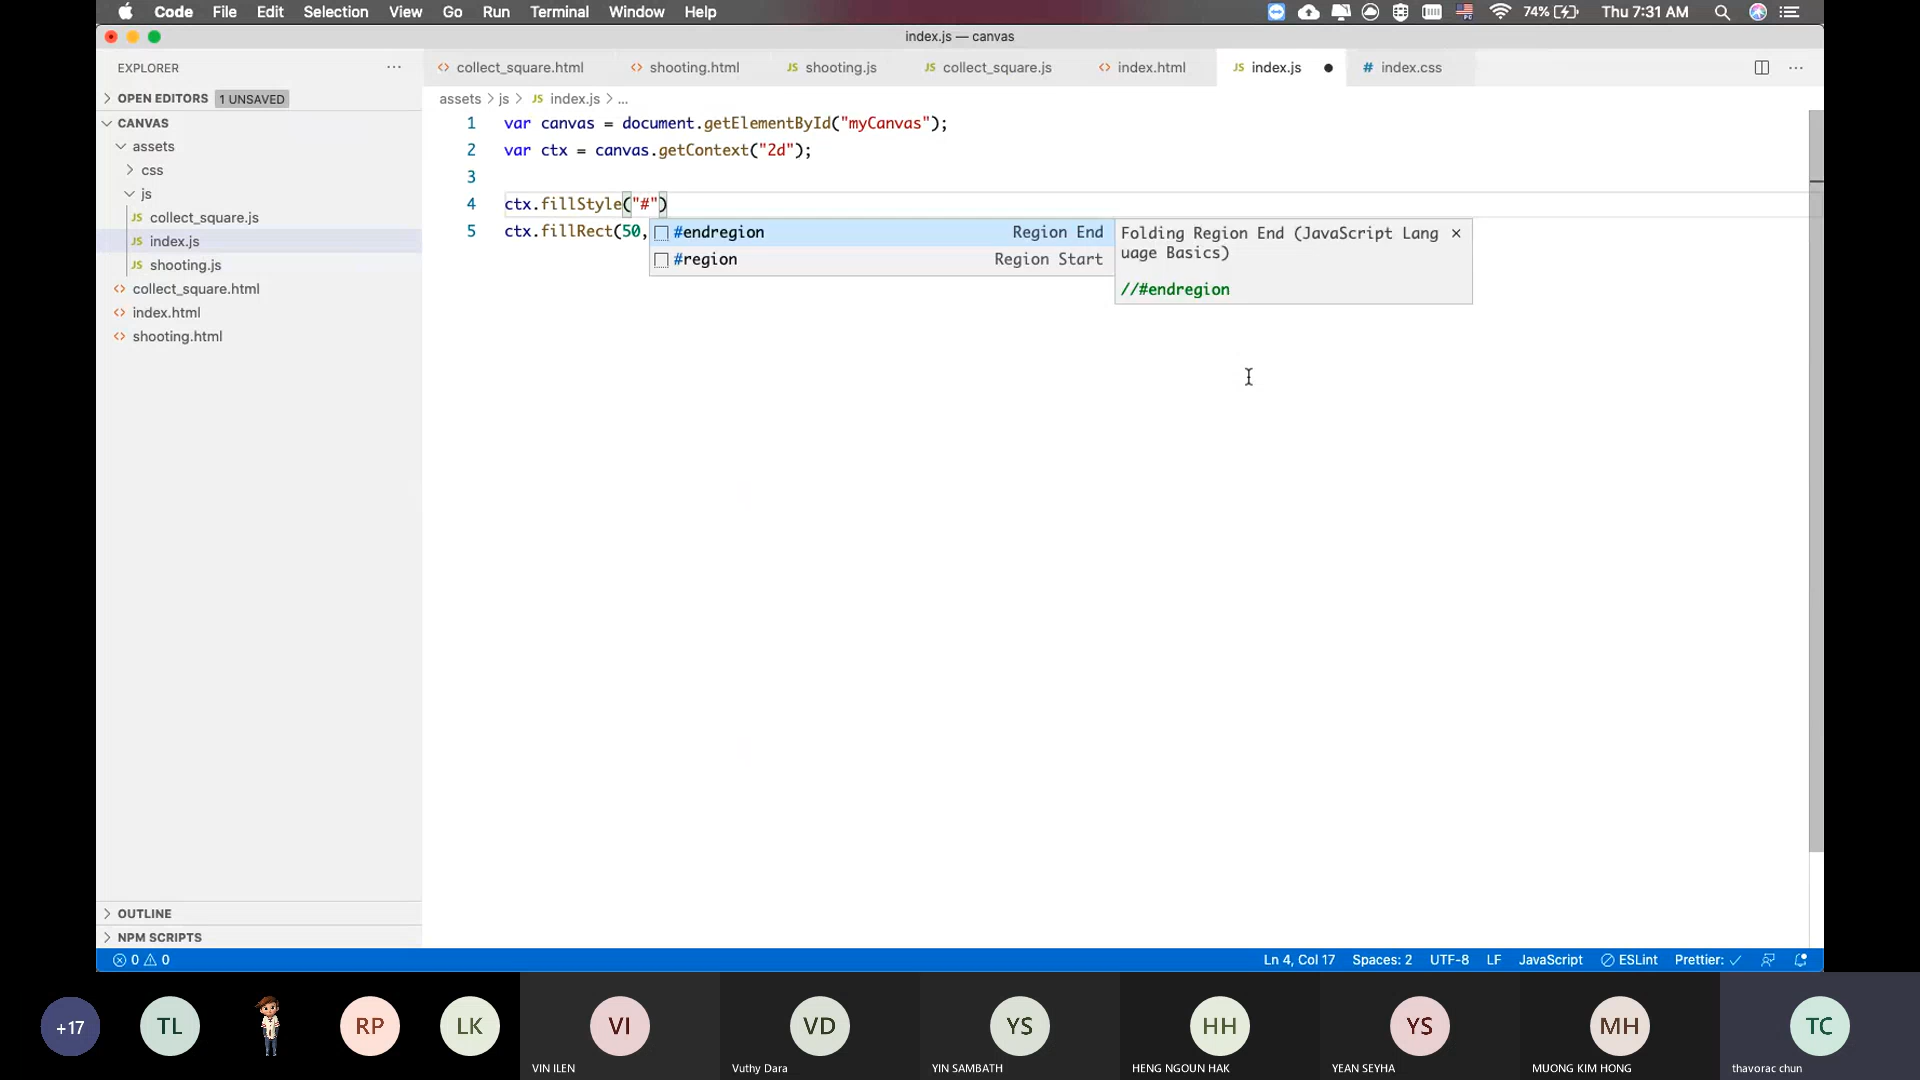 Code File Edit Selection View Go Run Terminal Window Help 74% Thu 7:31 AM
index.js — canvas
EXPLORER ···
collect_square.html shooting.html JS shooting.js JS collect_square.js index.html JS index.js # index.css ···
OPEN EDITORS 1 UNSAVED
assets > js > JS index.js > ...
CANVAS
assets
css
js
JS collect_square.js
JS index.js
JS shooting.js
collect_square.html
index.html
shooting.html
1 var canvas = document.getElementById("myCanvas");
2 var ctx = canvas.getContext("2d");
3
4 ctx.fillStyle("#")
5 ctx.fillRect(50,
#endregion Region End
#region Region Start
Folding Region End (JavaScript Lang
uage Basics)
//#endregion
OUTLINE
NPM SCRIPTS
0 0 Ln 4, Col 17 Spaces: 2 UTF-8 LF JavaScript ESLint Prettier: ✓
+17 TL RP LK VI VD YS HH YS MH TC
VIN ILEN Vuthy Dara YIN SAMBATH HENG NGOUN HAK YEAN SEYHA MUONG KIM HONG thavorac chun